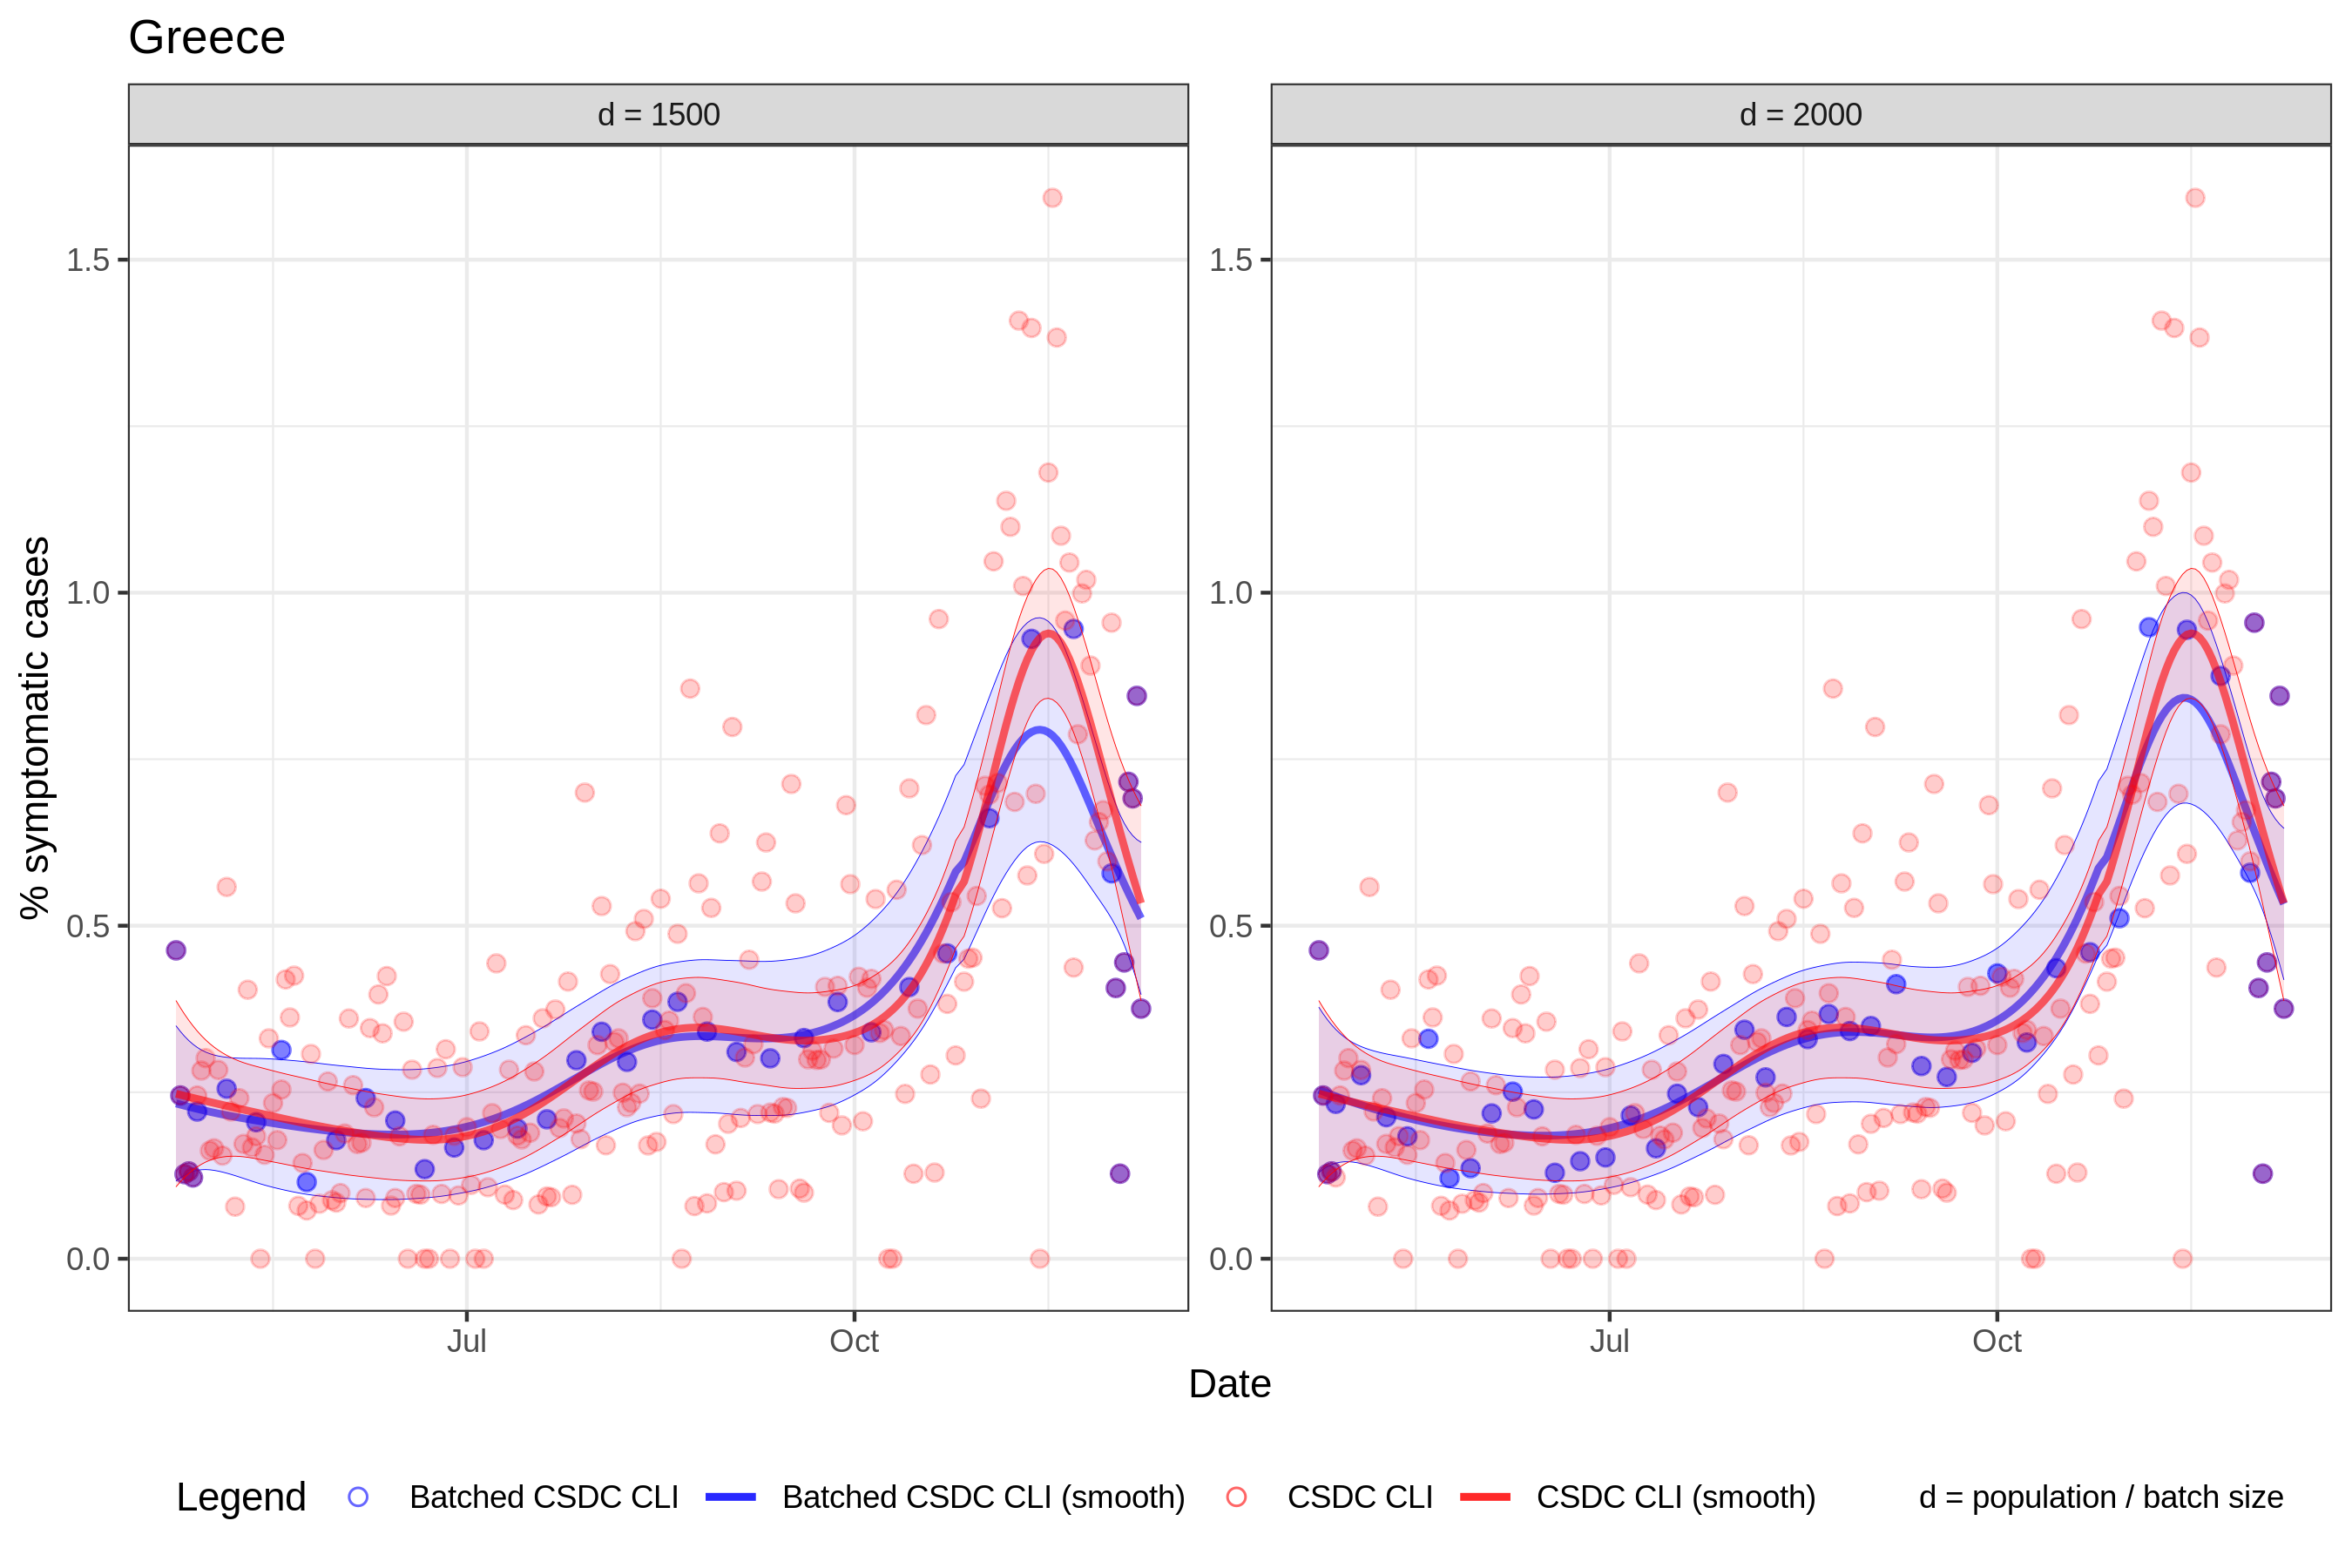 Greece
d = 1500
d = 2000
% symptomatic cases
1.5
1.0
0.5
0.0
1.5
1.0
0.5
0.0
Jul
Oct
Jul
Oct
Date
Legend
Batched CSDC CLI
Batched CSDC CLI (smooth)
CSDC CLI
CSDC CLI (smooth)
d = population / batch size